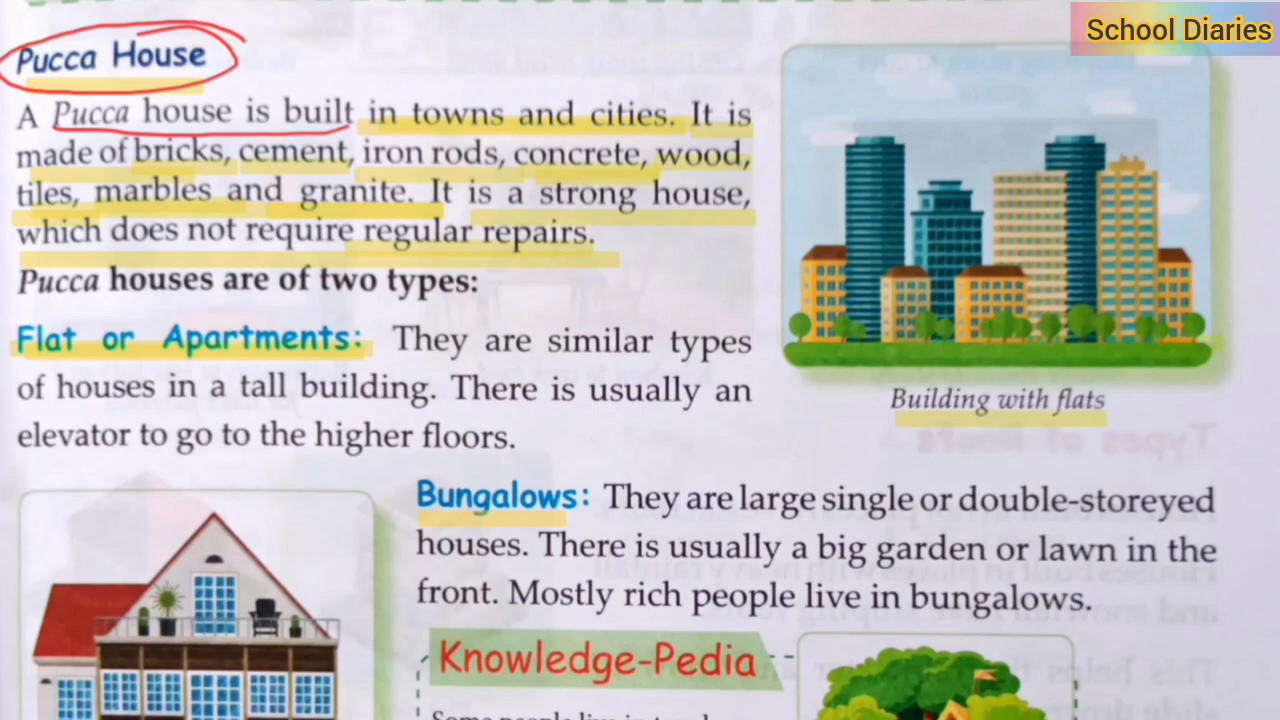 School Diaries
Pucca House
A Pucca house is built in towns and cities. It is
made of bricks, cement, iron rods, concrete, wood,
tiles, marbles and granite. It is a strong house,
which does not require regular repairs.
Pucca houses are of two types:
Flat or Apartments: They are similar types
of houses in a tall building. There is usually an
elevator to go to the higher floors.
Building with flats
Bungalows: They are large single or double-storeyed
houses. There is usually a big garden or lawn in the
front. Mostly rich people live in bungalows.
Knowledge-Pedia
Some people live in